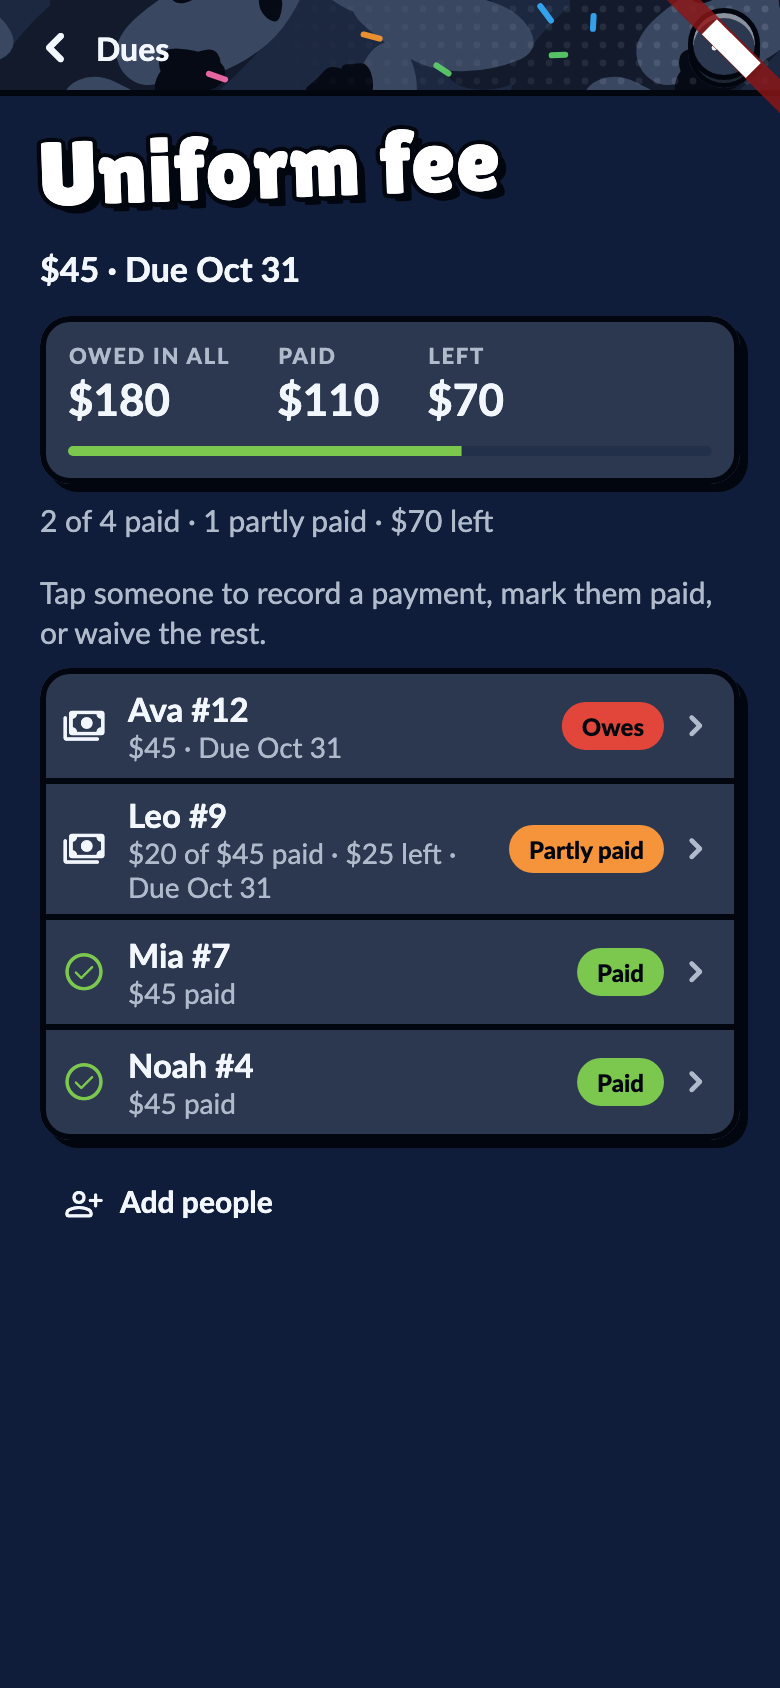 Dues
Uniform fee
$45 · Due Oct 31
OWED IN ALL PAID LEFT
$180 $110 $70
2 of 4 paid · 1 partly paid · $70 left
Tap someone to record a payment, mark them paid,
or waive the rest.
Ava #12
$45 · Due Oct 31
Owes
Leo #9
$20 of $45 paid · $25 left ·
Due Oct 31
Partly paid
Mia #7
$45 paid
Paid
Noah #4
$45 paid
Paid
Add people